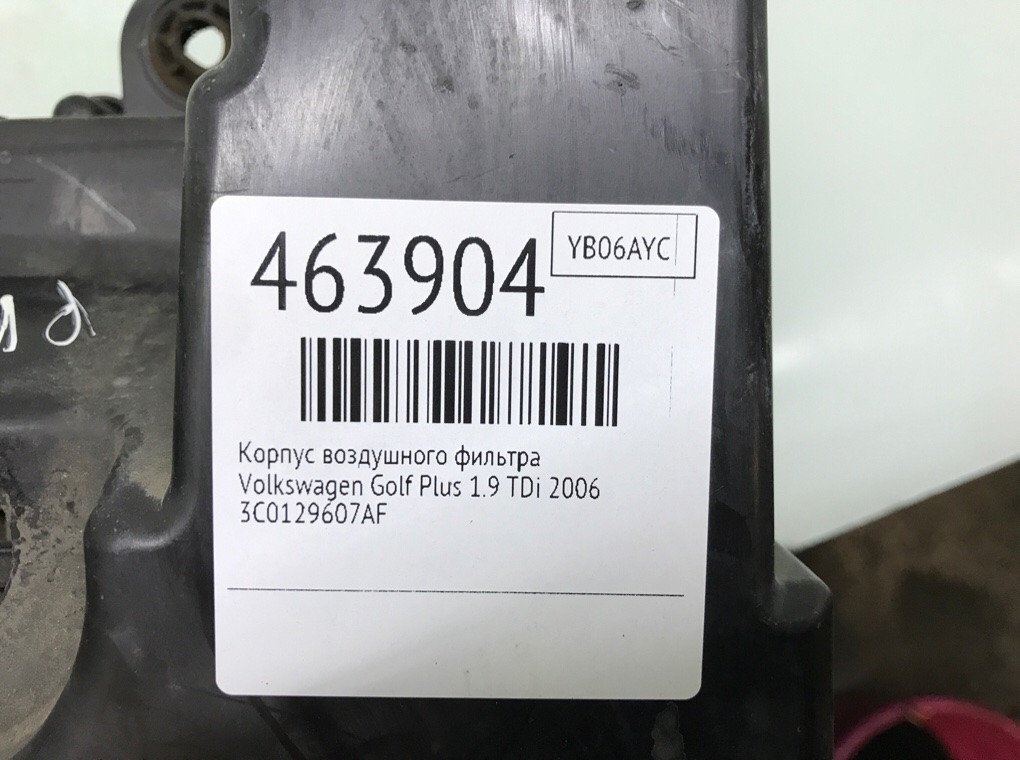 463904
YB06AYC
Корпус воздушного фильтра
Volkswagen Golf Plus 1.9 TDi 2006
3C0129607AF